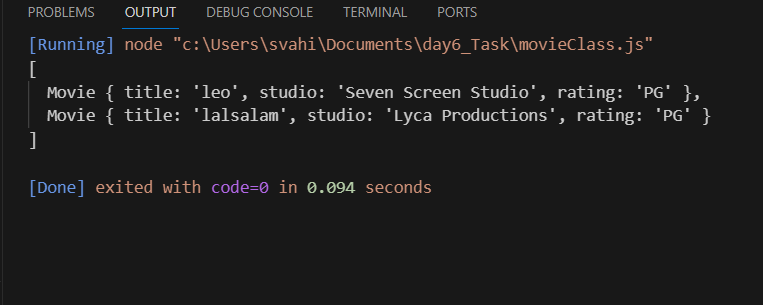 PROBLEMS OUTPUT DEBUG CONSOLE TERMINAL PORTS
[Running] node "c:\Users\svahi\Documents\day6_Task\movieClass.js"
[
  Movie { title: 'leo', studio: 'Seven Screen Studio', rating: 'PG' },
  Movie { title: 'lalsalam', studio: 'Lyca Productions', rating: 'PG' }
]
[Done] exited with code=0 in 0.094 seconds